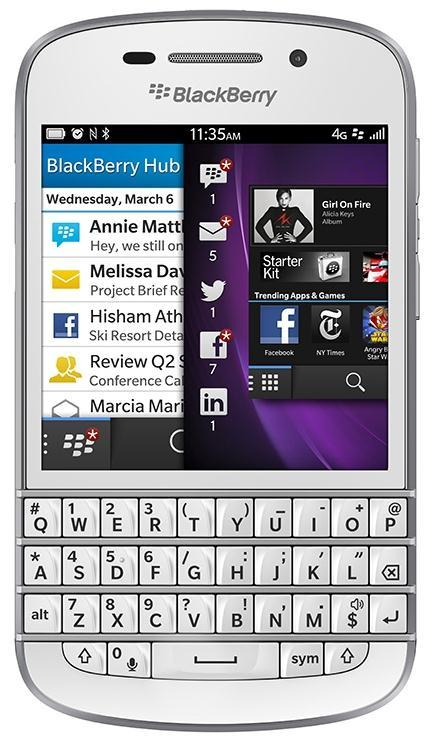 BlackBerry
11:35AM
4G
BlackBerry Hub
Wednesday, March 6
Annie Matt
Hey, we still on
Melissa Dav
Project Brief Re
Hisham Ath
Ski Resort Deta
Review Q2 S
Conference Cal
Marcia Mari
1
5
1
7
in
1
Girl On Fire
Alicia Keys
Album
Starter
Kit
Trending Apps & Games
Facebook
NY Times
Angry B
Star W
# 1 2 3 ( ) _ - + @
Q W E R T Y U I O P
* 4 5 6 / : ; ' "
A S D F G H J K L
alt 7 8 9 ? ! , .
Z X C V B N M $
0 sym